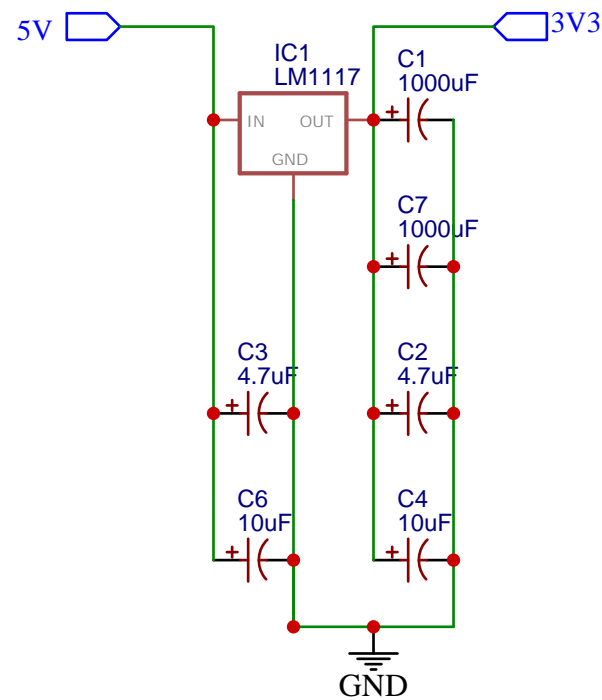 5V
3V3
IC1
LM1117
IN
OUT
GND
C1
1000uF
C7
1000uF
C3
4.7uF
C2
4.7uF
C6
10uF
C4
10uF
GND